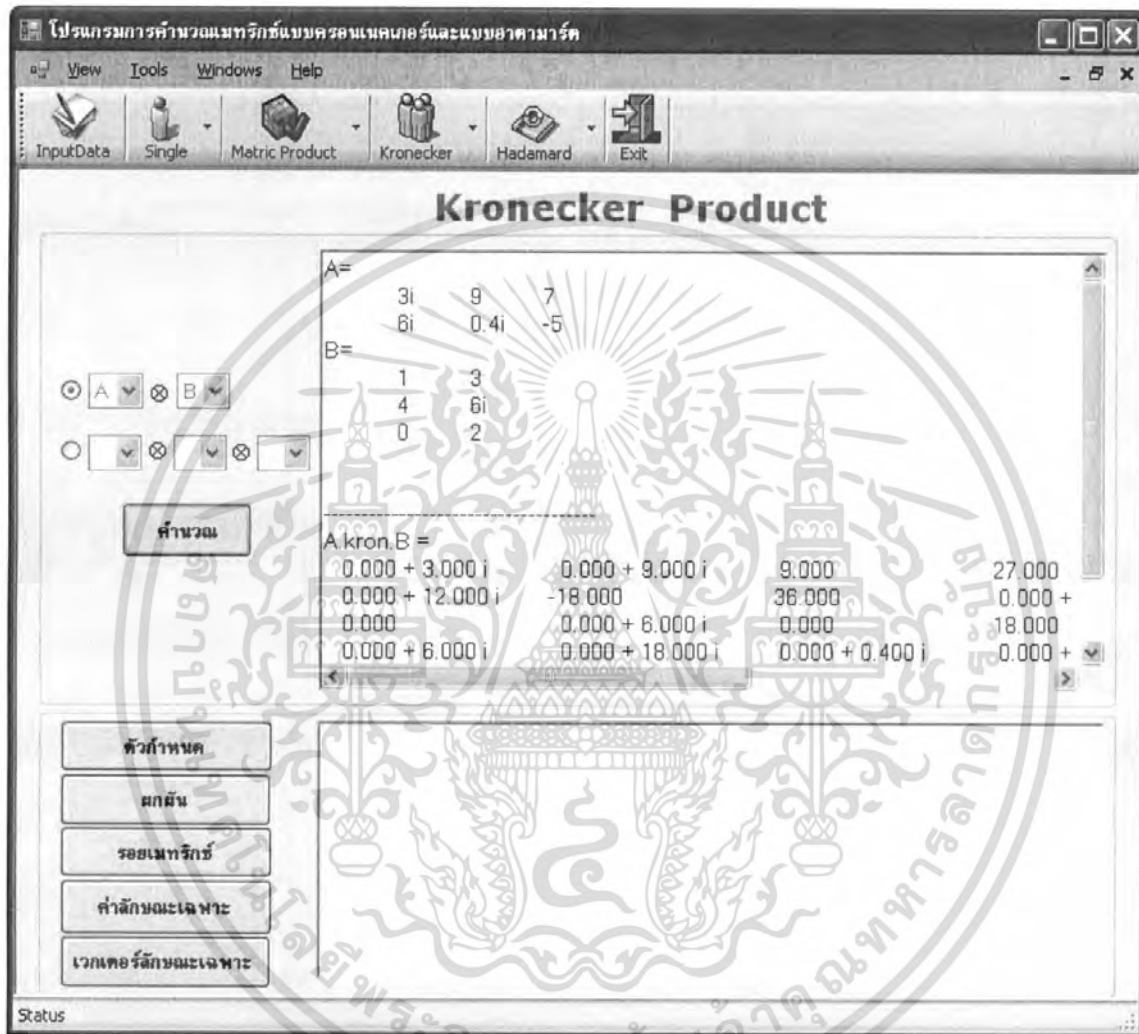 โปรแกรมการคำนวณเมทริกซ์แบบครอนเนคเกอร์และแบบฮาดามาร์ด
View Tools Windows Help
InputData Single Matric Product Kronecker Hadamard Exit
Kronecker Product
A=
3i 9 7
6i 0.4i -5
B=
1 3
4 6i
0 2
A ⊗ B
⊗ ⊗
คำนวณ
------------------------------------------------
A.kron.B =
0.000 + 3.000 i 0.000 + 9.000 i 9.000 27.000
0.000 + 12.000 i -18.000 36.000 0.000 +
0.000 0.000 + 6.000 i 0.000 18.000
0.000 + 6.000 i 0.000 + 18.000 i 0.000 + 0.400 i 0.000 +
ตัวกำหนด
ผกผัน
รอยเมทริกซ์
ค่าลักษณะเฉพาะ
เวกเตอร์ลักษณะเฉพาะ
Status